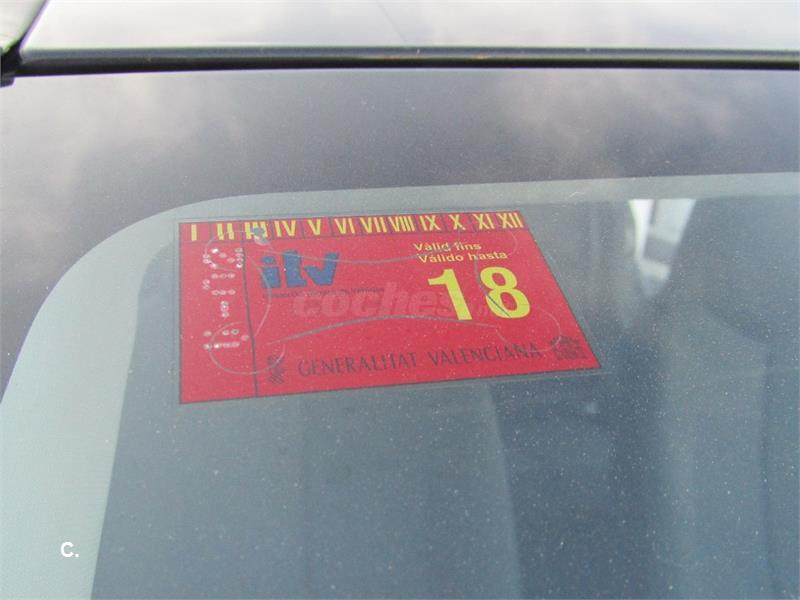 I II III IV V VI VII VIII IX X XI XII
itv
Vàlid fins
Válido hasta
18
coches
GENERALITAT VALENCIANA
C.